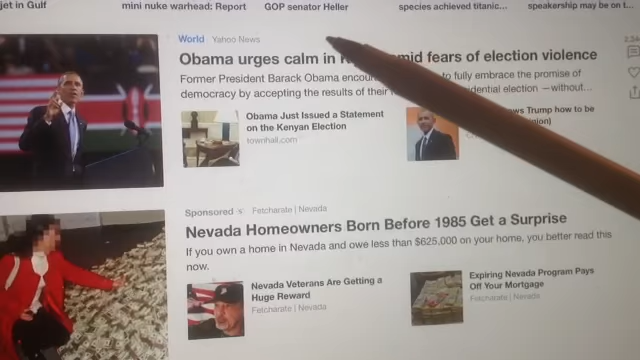 jet in Gulf
mini nuke warhead: Report
GOP senator Heller
species achieved titanic...
speakership may be on t...
World Yahoo News
Obama urges calm in amid fears of election violence
Former President Barack Obama to fully embrace the promise of
democracy by accepting the results of their election —without...
Obama Just Issued a Statement
on the Kenyan Election
townhall.com
Trump how to be
Sponsored Fetcharate | Nevada
Nevada Homeowners Born Before 1985 Get a Surprise
If you own a home in Nevada and owe less than $625,000 on your home, you better read this
now.
Nevada Veterans Are Getting a
Huge Reward
Fetcharate | Nevada
Expiring Nevada Program Pays
Off Your Mortgage
Fetcharate | Nevada